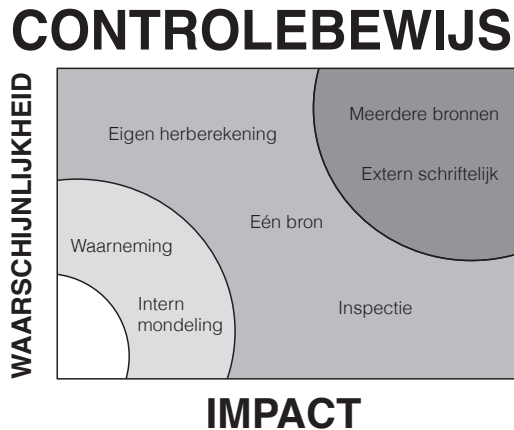 CONTROLEBEWIJS
WAARSCHIJNLIJKHEID
Meerdere bronnen
Eigen herberekening
Extern schriftelijk
Eén bron
Waarneming
Intern
mondeling
Inspectie
IMPACT